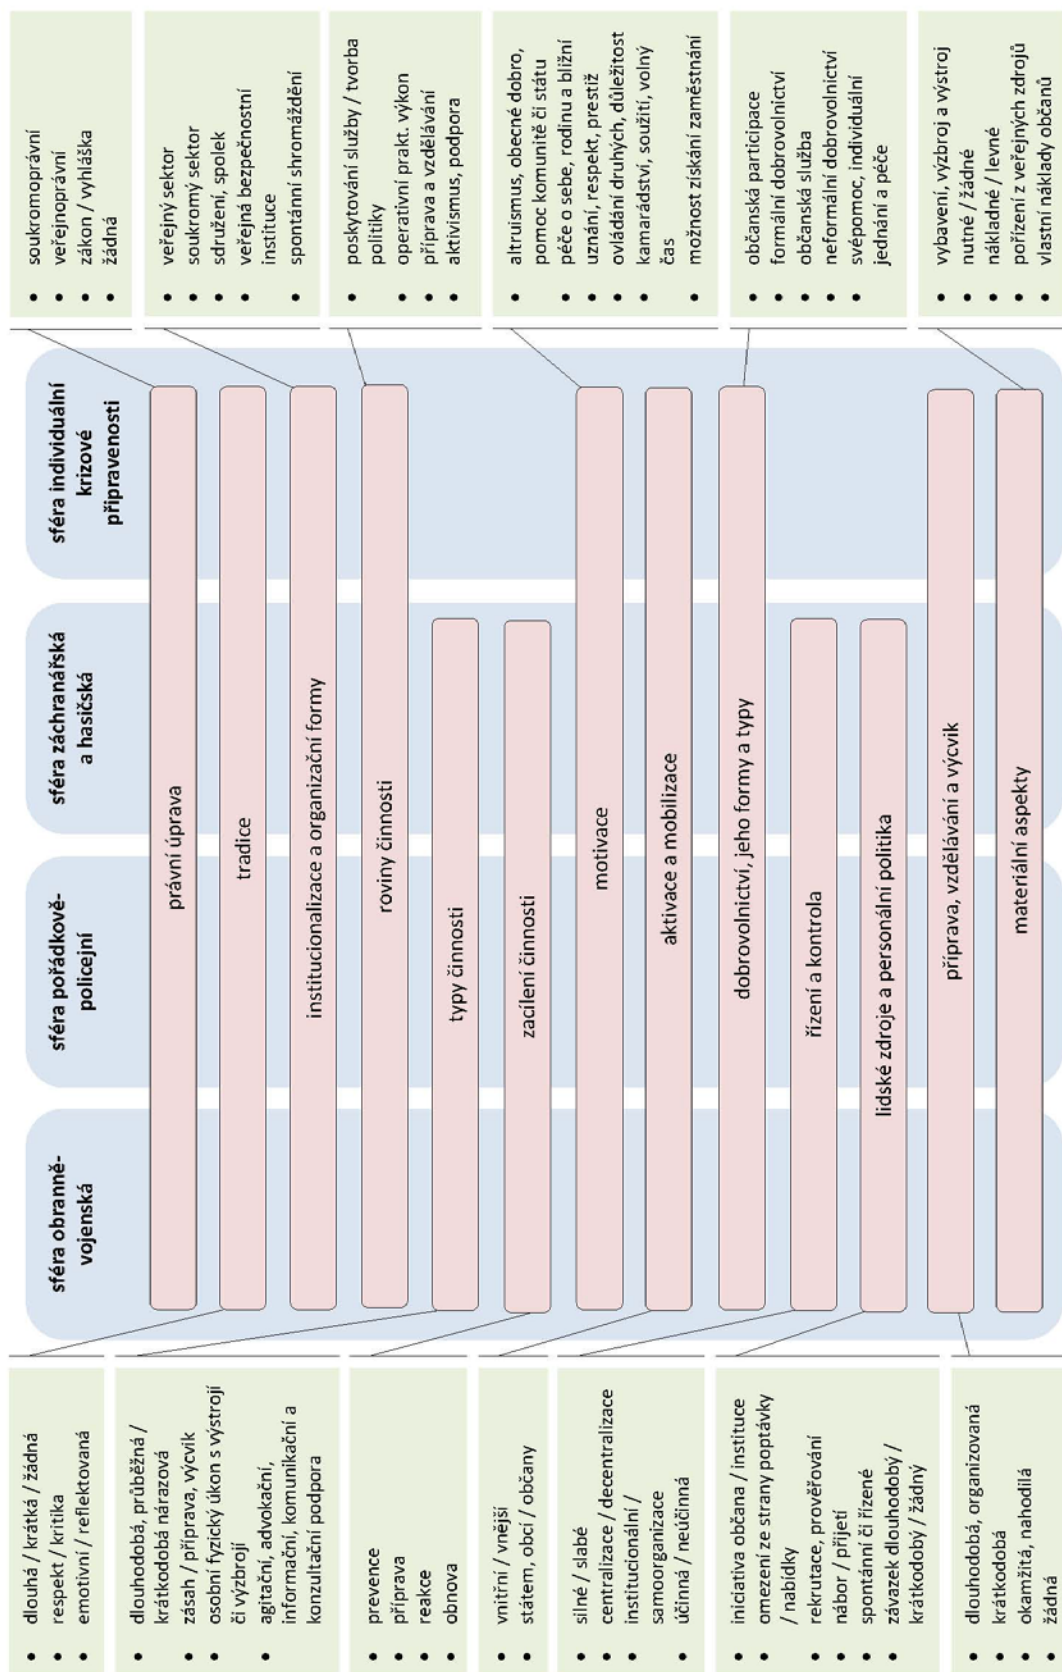 dlouhá / krátká / žádná
respekt / kritika
emotivní / reflektovaná
dlouhodobá, průběžná /
krátkodobá nárazová
zásah / příprava, výcvik
osobní fyzický úkon s výstrojí
či výzbrojí
agitační, advokační,
informační, komunikační a
konzultační podpora
prevence
příprava
reakce
obnova
vnitřní / vnější
státem, obcí / občany
silné / slabé
centralizace / decentralizace
institucionální /
samoorganizace
účinná / neúčinná
iniciativa občana / instituce
omezení ze strany poptávky
/ nabídky
rekrutace, prověřování
nábor / přijetí
spontánní či řízené
závazek dlouhodobý /
krátkodobý / žádný
dlouhodobá, organizovaná
krátkodobá
okamžitá, nahodilá
žádná
sféra obranně-
vojenská
sféra pořádkově-
policejní
sféra záchranářská
a hasičská
sféra individuální
krizové
připravenosti
právní úprava
tradice
institucionalizace a organizační formy
roviny činnosti
typy činnosti
zacílení činnosti
motivace
aktivace a mobilizace
dobrovolnictví, jeho formy a typy
řízení a kontrola
lidské zdroje a personální politika
příprava, vzdělávání a výcvik
materiální aspekty
soukromoprávní
veřejnoprávní
zákon / vyhláška
žádná
veřejný sektor
soukromý sektor
sdružení, spolek
veřejná bezpečnostní
instituce
spontánní shromáždění
poskytování služby / tvorba
politiky
operativní prakt. výkon
příprava a vzdělávání
aktivismus, podpora
altruismus, obecné dobro,
pomoc komunitě či státu
péče o sebe, rodinu a bližní
uznání, respekt, prestiž
ovládání druhých, důležitost
kamarádství, soužití, volný
čas
možnost získání zaměstnání
občanská participace
formální dobrovolnictví
občanská služba
neformální dobrovolnictví
svépomoc, individuální
jednání a péče
vybavení, výzbroj a výstroj
nutné / žádné
nákladné / levné
pořízení z veřejných zdrojů
vlastní náklady občanů